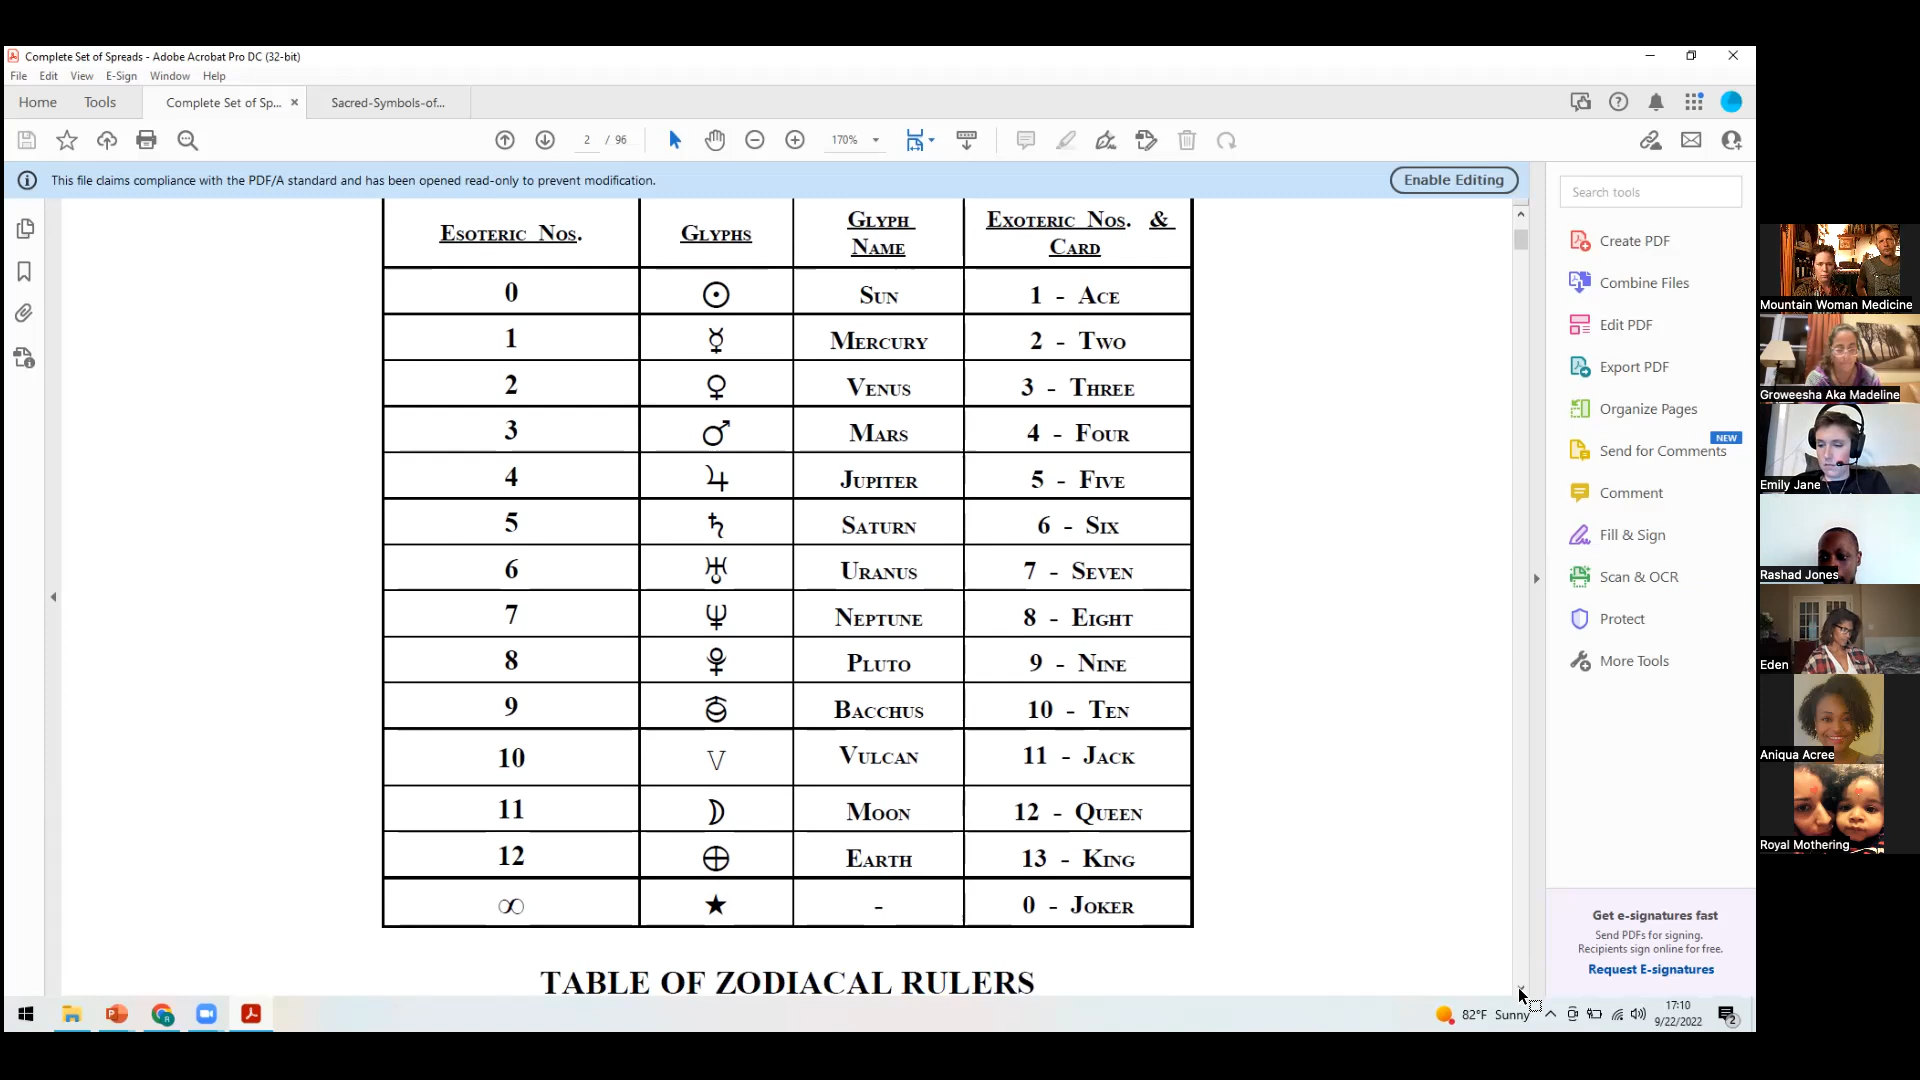 Complete Set of Spreads - Adobe Acrobat Pro DC (32-bit)
File Edit View E-Sign Window Help
Home Tools Complete Set of Sp... × Sacred-Symbols-of...
2 / 96 170%
This file claims compliance with the PDF/A standard and has been opened read-only to prevent modification. Enable Editing
Esoteric Nos. Glyphs Glyph Name Exoteric Nos. & Card
0 ☉ Sun 1 - Ace
1 ☿ Mercury 2 - Two
2 ♀ Venus 3 - Three
3 ♂ Mars 4 - Four
4 ♃ Jupiter 5 - Five
5 ♄ Saturn 6 - Six
6 ♅ Uranus 7 - Seven
7 ♆ Neptune 8 - Eight
8 Pluto 9 - Nine
9 Bacchus 10 - Ten
10 V Vulcan 11 - Jack
11 ☽ Moon 12 - Queen
12 ⊕ Earth 13 - King
∞ ★ - 0 - Joker
TABLE OF ZODIACAL RULERS
Search tools
Create PDF
Combine Files
Edit PDF
Export PDF
Organize Pages
NEW
Send for Comments
Comment
Fill & Sign
Scan & OCR
Protect
More Tools
Get e-signatures fast
Send PDFs for signing.
Recipients sign online for free.
Request E-signatures
Mountain Woman Medicine
Groweesha Aka Madeline
Emily Jane
Rashad Jones
Eden
Aniqua Acree
Royal Mothering
82°F Sunny
17:10
9/22/2022
2